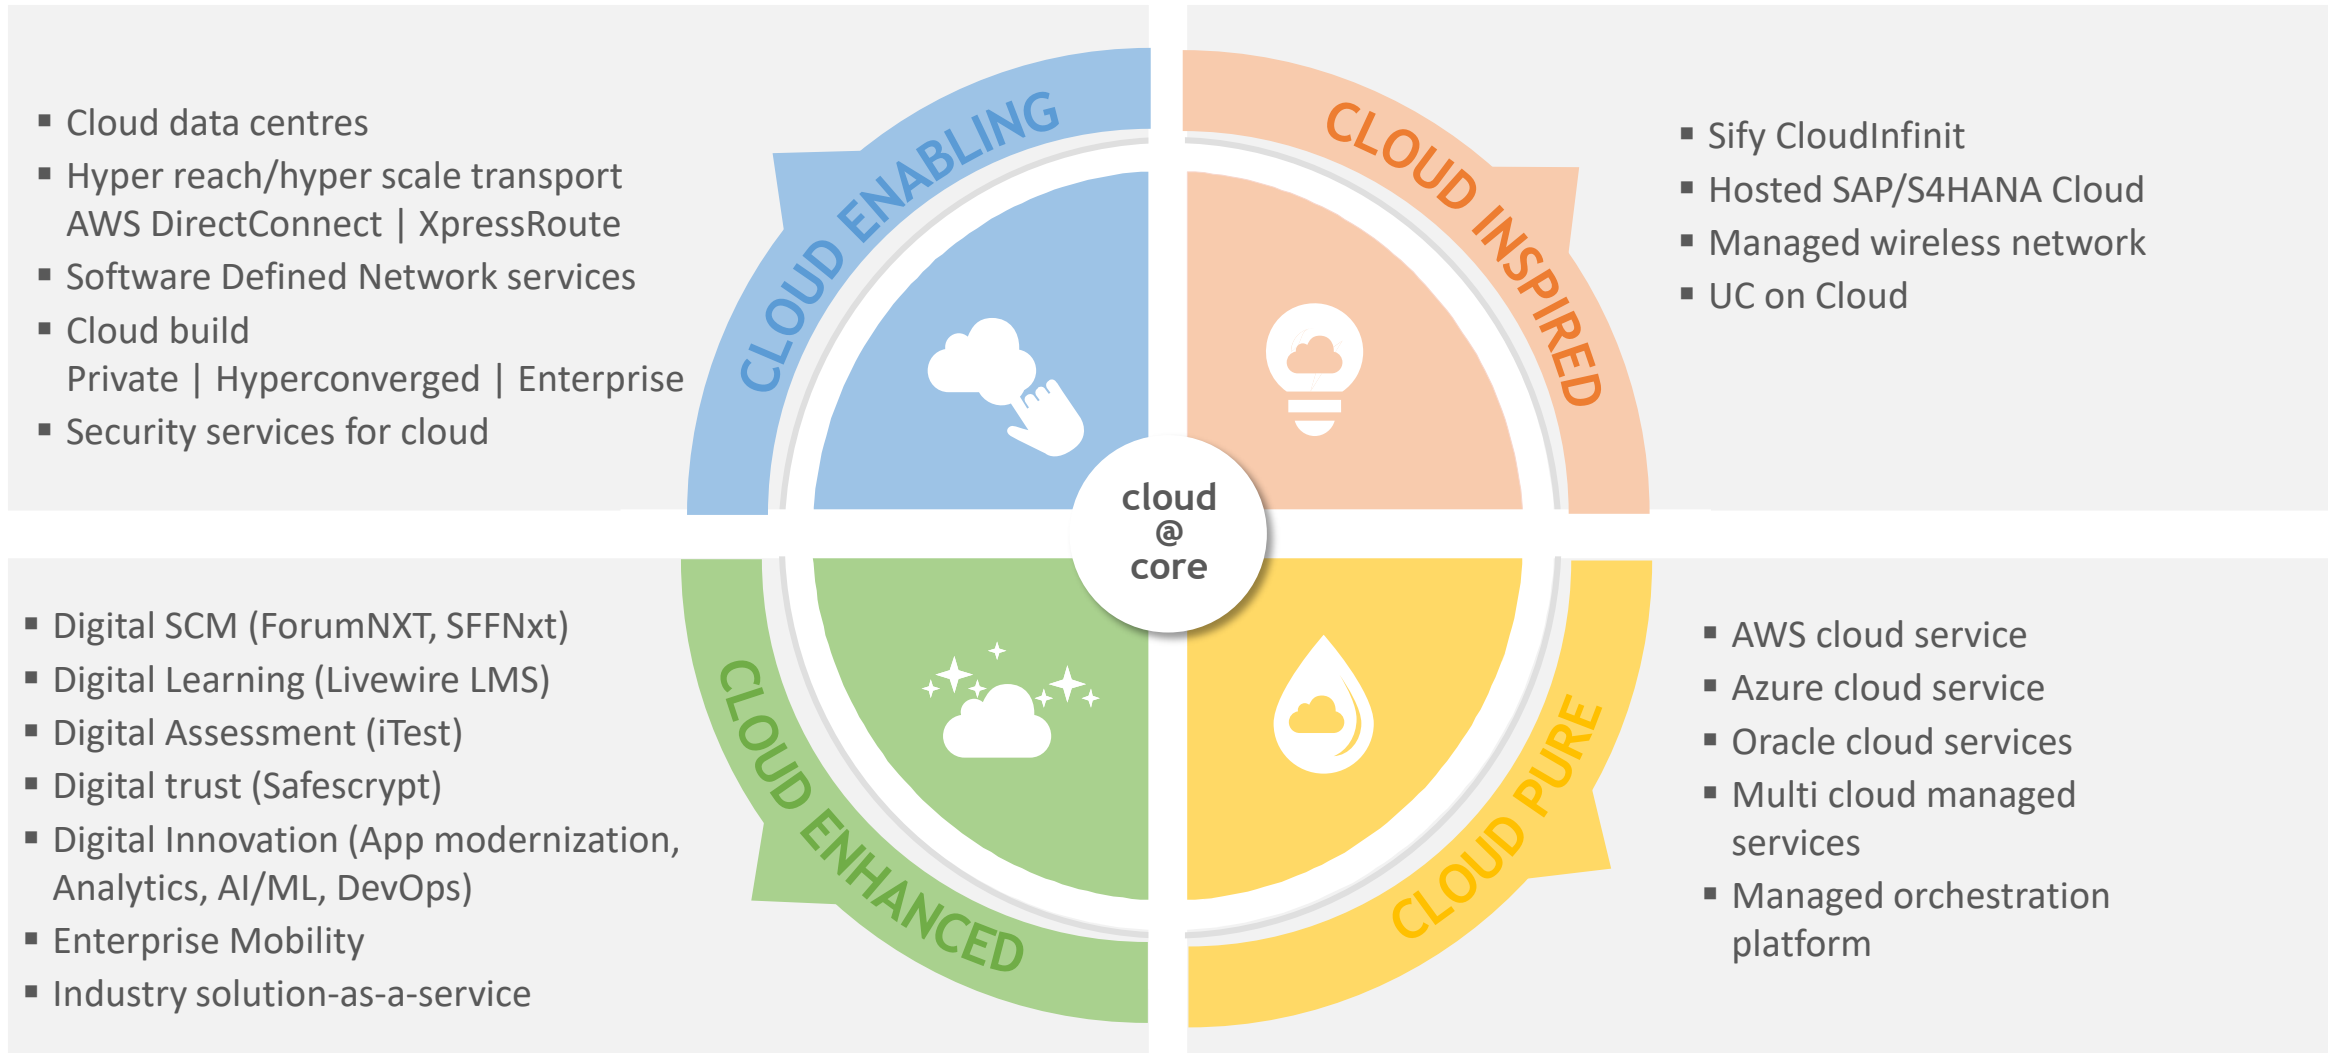 ▪ Cloud data centres
▪ Hyper reach/hyper scale transport
AWS DirectConnect | XpressRoute
▪ Software Defined Network services
▪ Cloud build
Private | Hyperconverged | Enterprise
▪ Security services for cloud
CLOUD ENABLING
CLOUD INSPIRED
▪ Sify CloudInfinit
▪ Hosted SAP/S4HANA Cloud
▪ Managed wireless network
▪ UC on Cloud
cloud
@
core
▪ Digital SCM (ForumNXT, SFFNxt)
▪ Digital Learning (Livewire LMS)
▪ Digital Assessment (iTest)
▪ Digital trust (Safescrypt)
▪ Digital Innovation (App modernization,
Analytics, AI/ML, DevOps)
▪ Enterprise Mobility
▪ Industry solution-as-a-service
CLOUD ENHANCED
CLOUD PURE
▪ AWS cloud service
▪ Azure cloud service
▪ Oracle cloud services
▪ Multi cloud managed
services
▪ Managed orchestration
platform